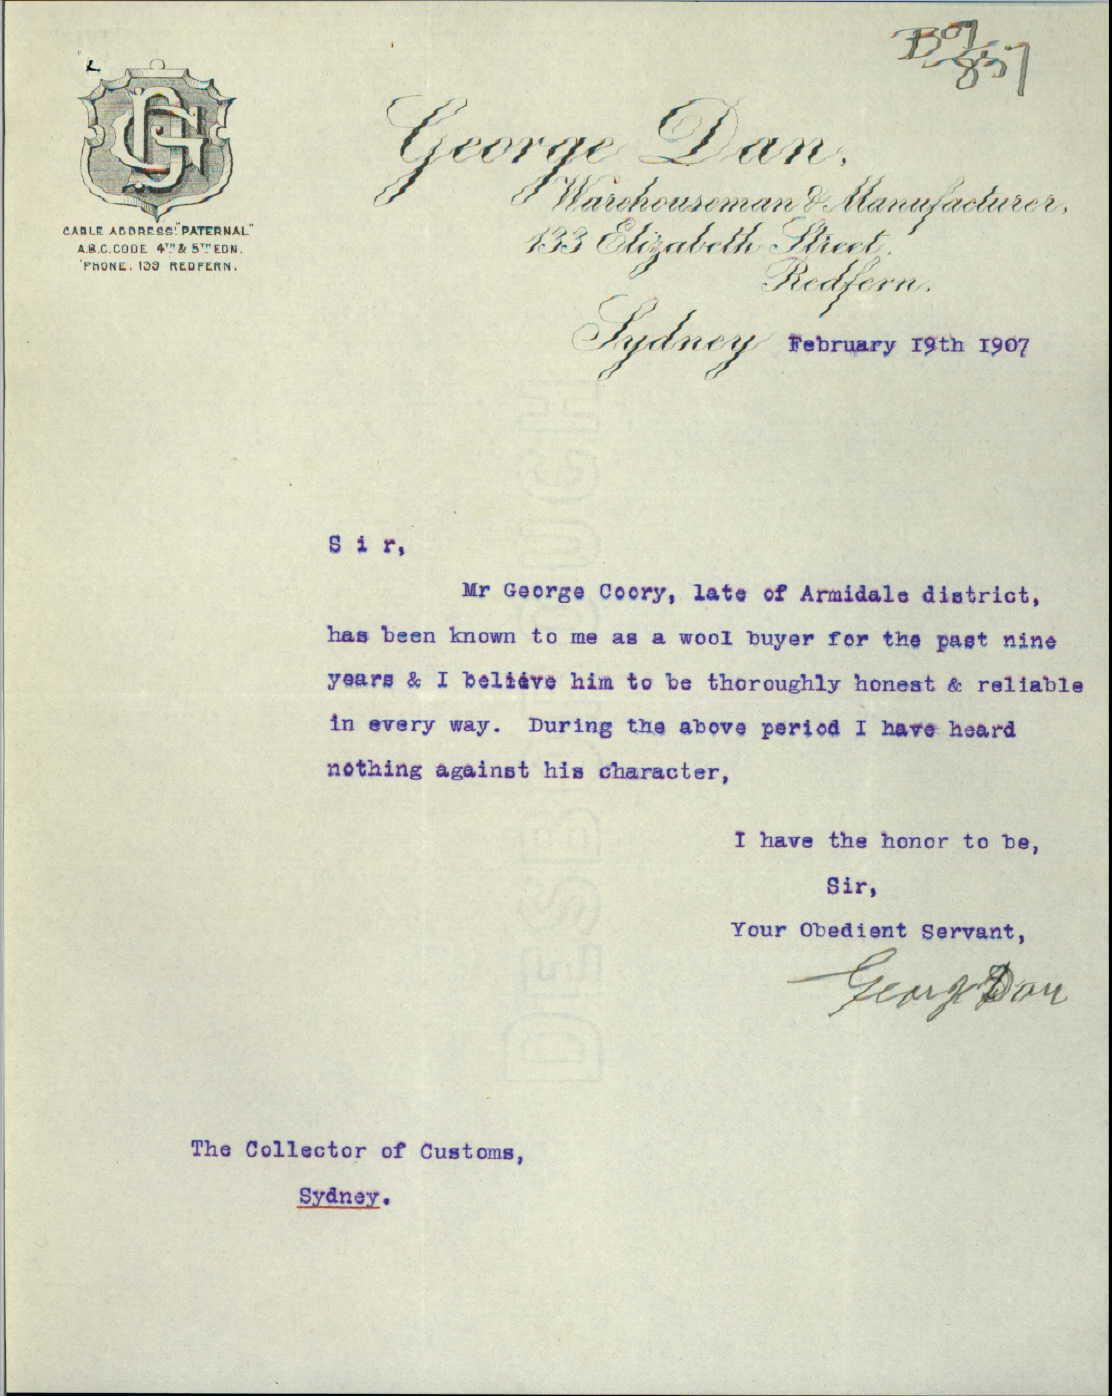 B07
857
George Dan.
Warehouseman & Manufacturer,
133 Elizabeth Street,
Redfern.
CABLE ADDRESS: "PATERNAL"
A.B.C. CODE 4TH & 5TH EDN.
'PHONE, 139 REDFERN.
Sydney February 19th 1907
S i r,
Mr George Coory, late of Armidale district,
has been known to me as a wool buyer for the past nine
years & I believe him to be thoroughly honest & reliable
in every way. During the above period I have heard
nothing against his character,
I have the honor to be,
Sir,
Your Obedient Servant,
George Dan
The Collector of Customs,
Sydney.